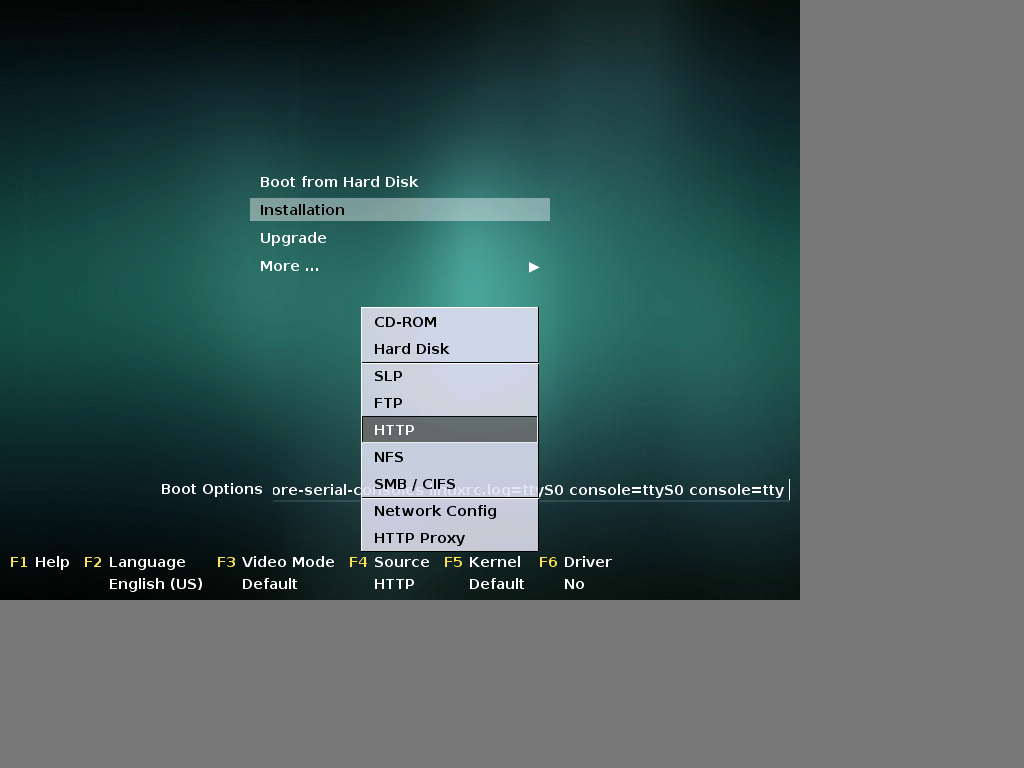 Boot from Hard Disk
Installation
Upgrade
More ...
CD-ROM
Hard Disk
SLP
FTP
HTTP
NFS
SMB / CIFS
Network Config
HTTP Proxy
Boot Options ore-serial-consoles linuxrc.log=ttyS0 console=ttyS0 console=tty
F1 Help F2 Language F3 Video Mode F4 Source F5 Kernel F6 Driver
English (US) Default HTTP Default No